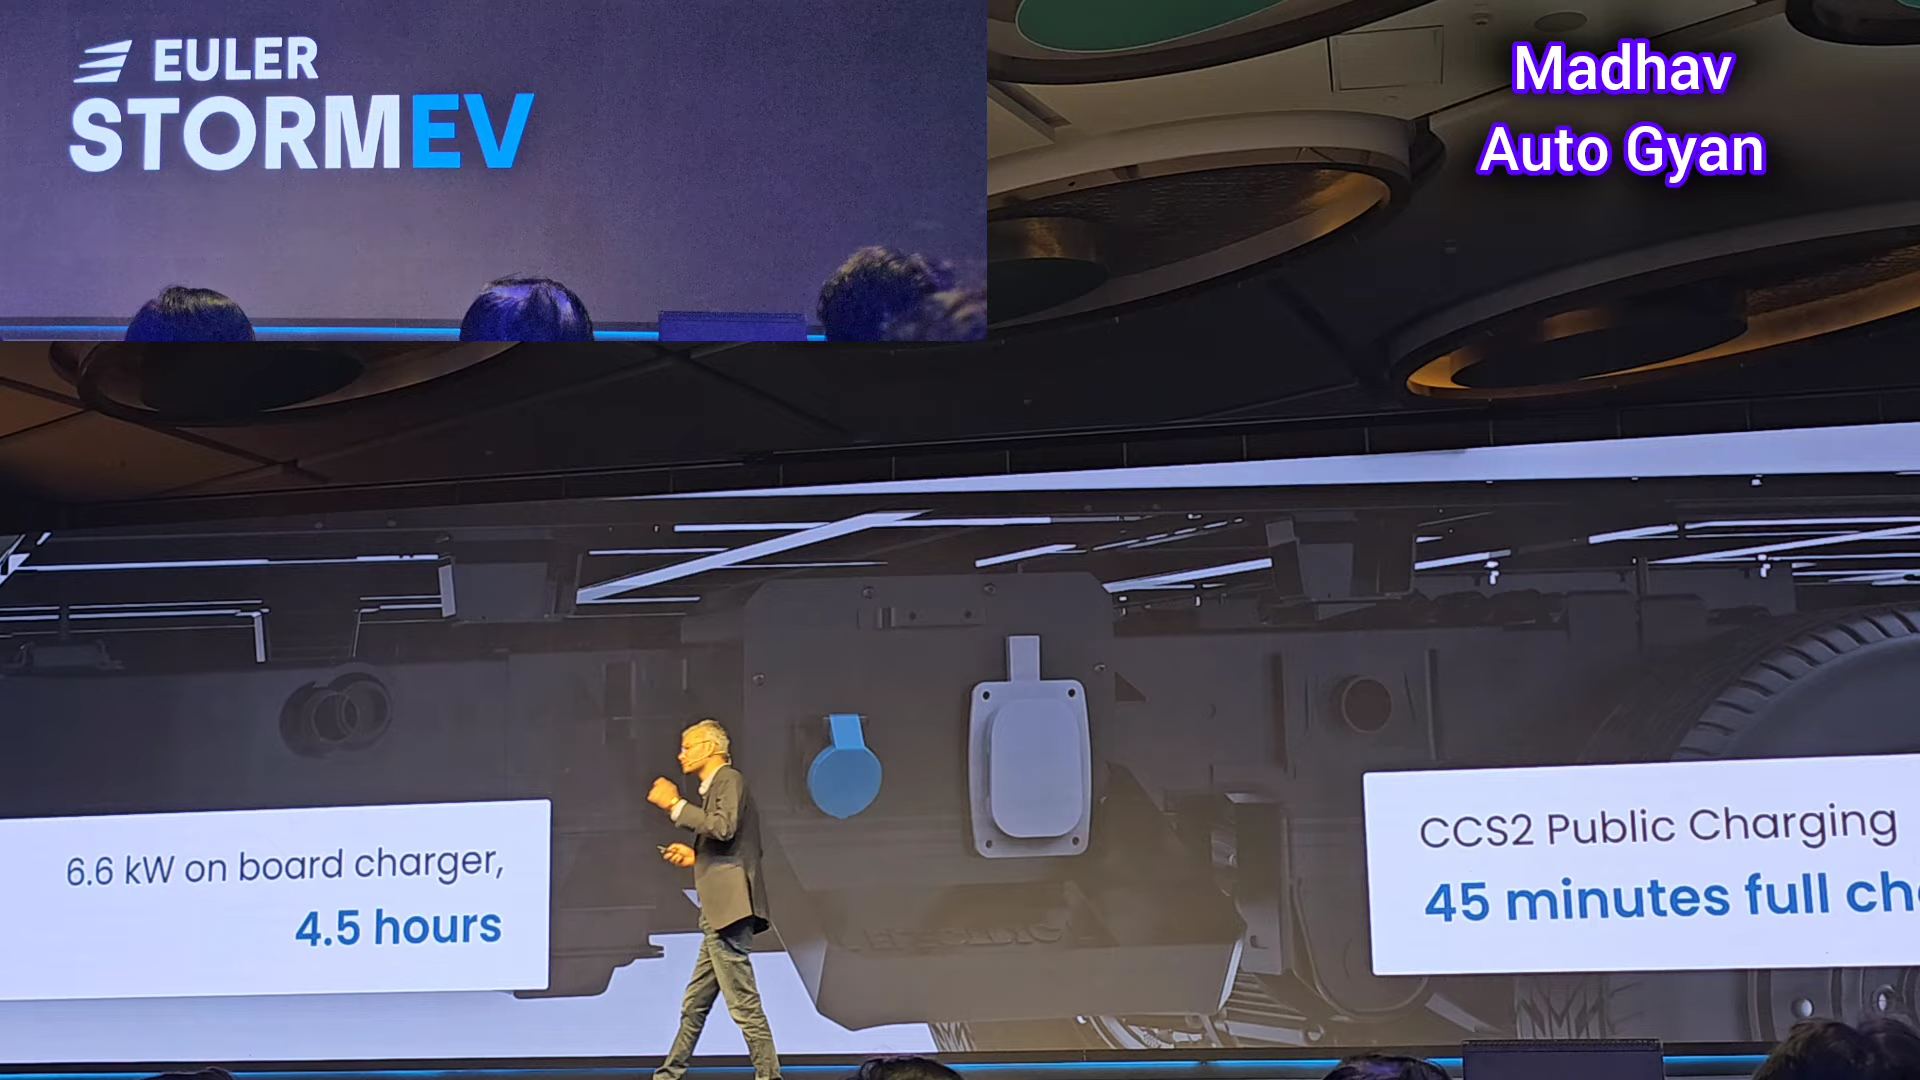 EULER
STORMEV
Madhav
Auto Gyan
6.6 kW on board charger,
4.5 hours
CCS2 Public Charging
45 minutes full